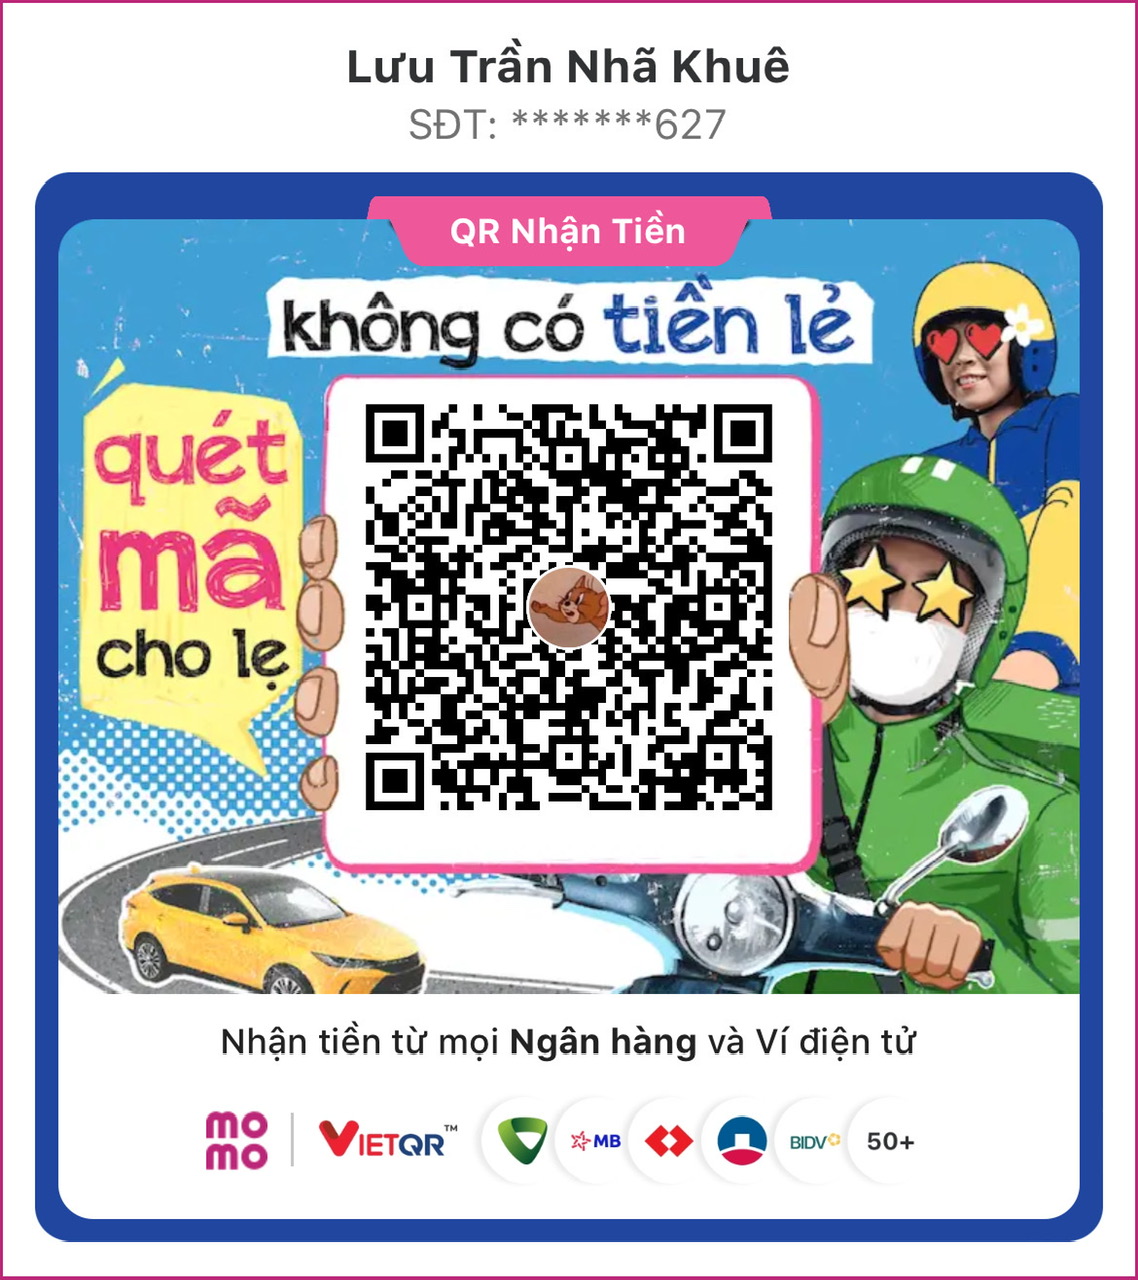 Lưu Trần Nhã Khuê
SĐT: *******627
QR Nhận Tiền
không có tiền lẻ
quét
mã
cho lẹ
Nhận tiền từ mọi Ngân hàng và Ví điện tử
mo
mo
VIETQR™
MB
BIDV
50+